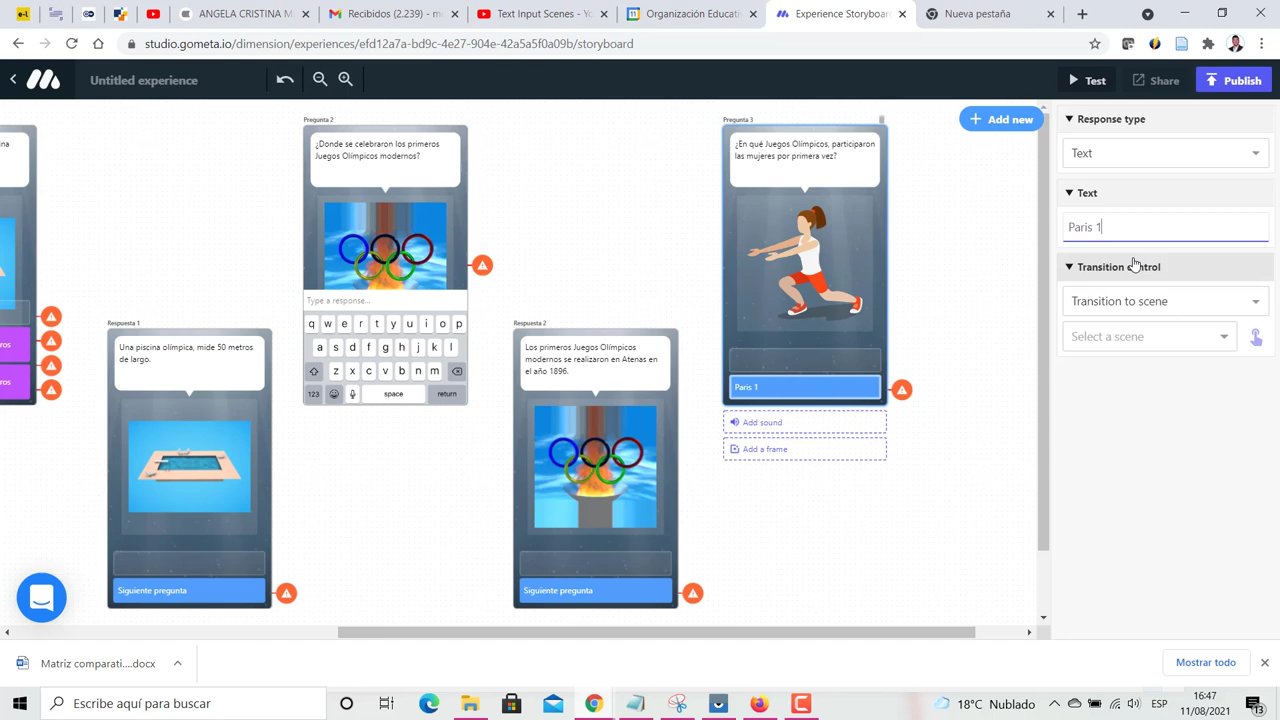 ANGELA CRISTINA M
Recibidos (2.239) - m
Text Input Scenes - Yo
Organización Educativ
Experience Storyboar
Nueva pestaña
studio.gometa.io/dimension/experiences/efd12a7a-bd9c-4e27-904e-42a5a5f0a09b/storyboard
Untitled experience
Test
Share
Publish
Add new
Response type
Text
Text
Paris 1
Transition control
Transition to scene
Select a scene
na
ros
ros
Respuesta 1
Una piscina olímpica, mide 50 metros
de largo.
Siguiente pregunta
Pregunta 2
¿Donde se celebraron los primeros
Juegos Olímpicos modernos?
Type a response...
q w e r t y u i o p
a s d f g h j k l
z x c v b n m
123 space return
Respuesta 2
Los primeros Juegos Olímpicos
modernos se realizaron en Atenas en
el año 1896.
Siguiente pregunta
Pregunta 3
¿En qué Juegos Olímpicos, participaron
las mujeres por primera vez?
Paris 1
Add sound
Add a frame
Matriz comparati....docx
Mostrar todo
Escribe aquí para buscar
18°C Nublado
ESP
16:47
11/08/2021
13